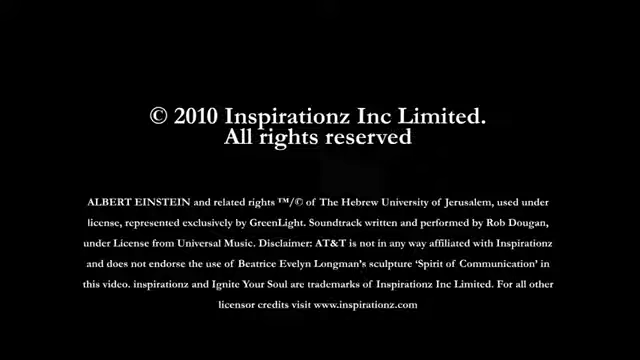 © 2010 Inspirationz Inc Limited.
All rights reserved
ALBERT EINSTEIN and related rights ™/© of The Hebrew University of Jerusalem, used under
license, represented exclusively by GreenLight. Soundtrack written and performed by Rob Dougan,
under License from Universal Music. Disclaimer: AT&T is not in any way affiliated with Inspirationz
and does not endorse the use of Beatrice Evelyn Longman's sculpture 'Spirit of Communication' in
this video. inspirationz and Ignite Your Soul are trademarks of Inspirationz Inc Limited. For all other
licensor credits visit www.inspirationz.com